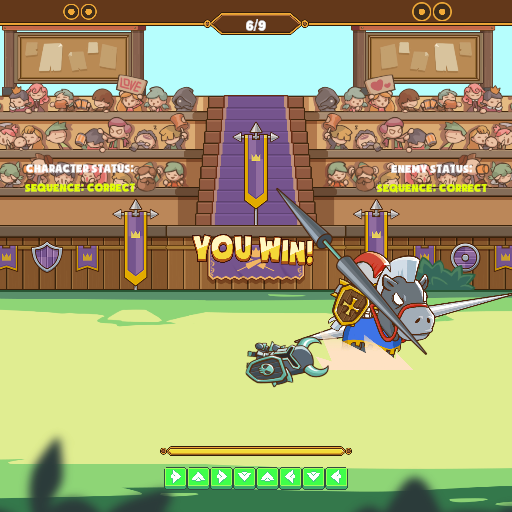 6/9
LOVE
CHARACTER STATUS:
SEQUENCE: CORRECT
ENEMY STATUS:
SEQUENCE: CORRECT
YOU WIN!